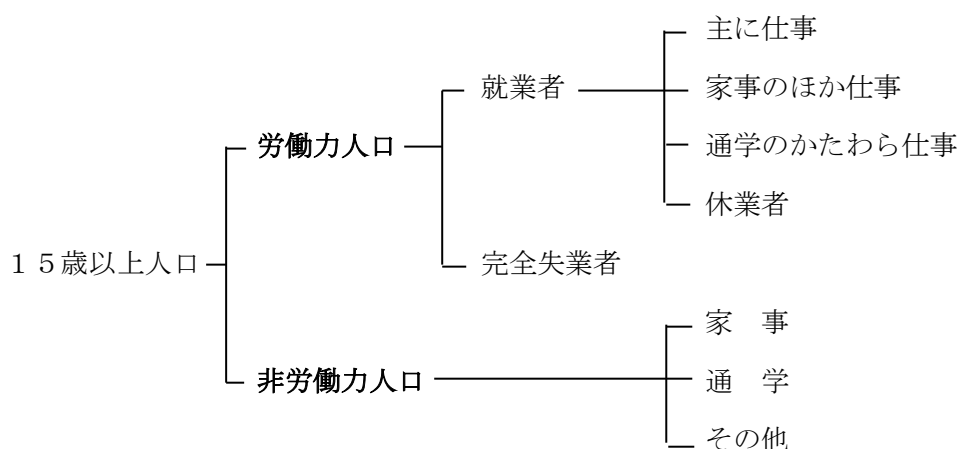 主に仕事
就業者
家事のほか仕事
労働力人口
通学のかたわら仕事
休業者
１５歳以上人口
完全失業者
家　事
非労働力人口
通　学
その他